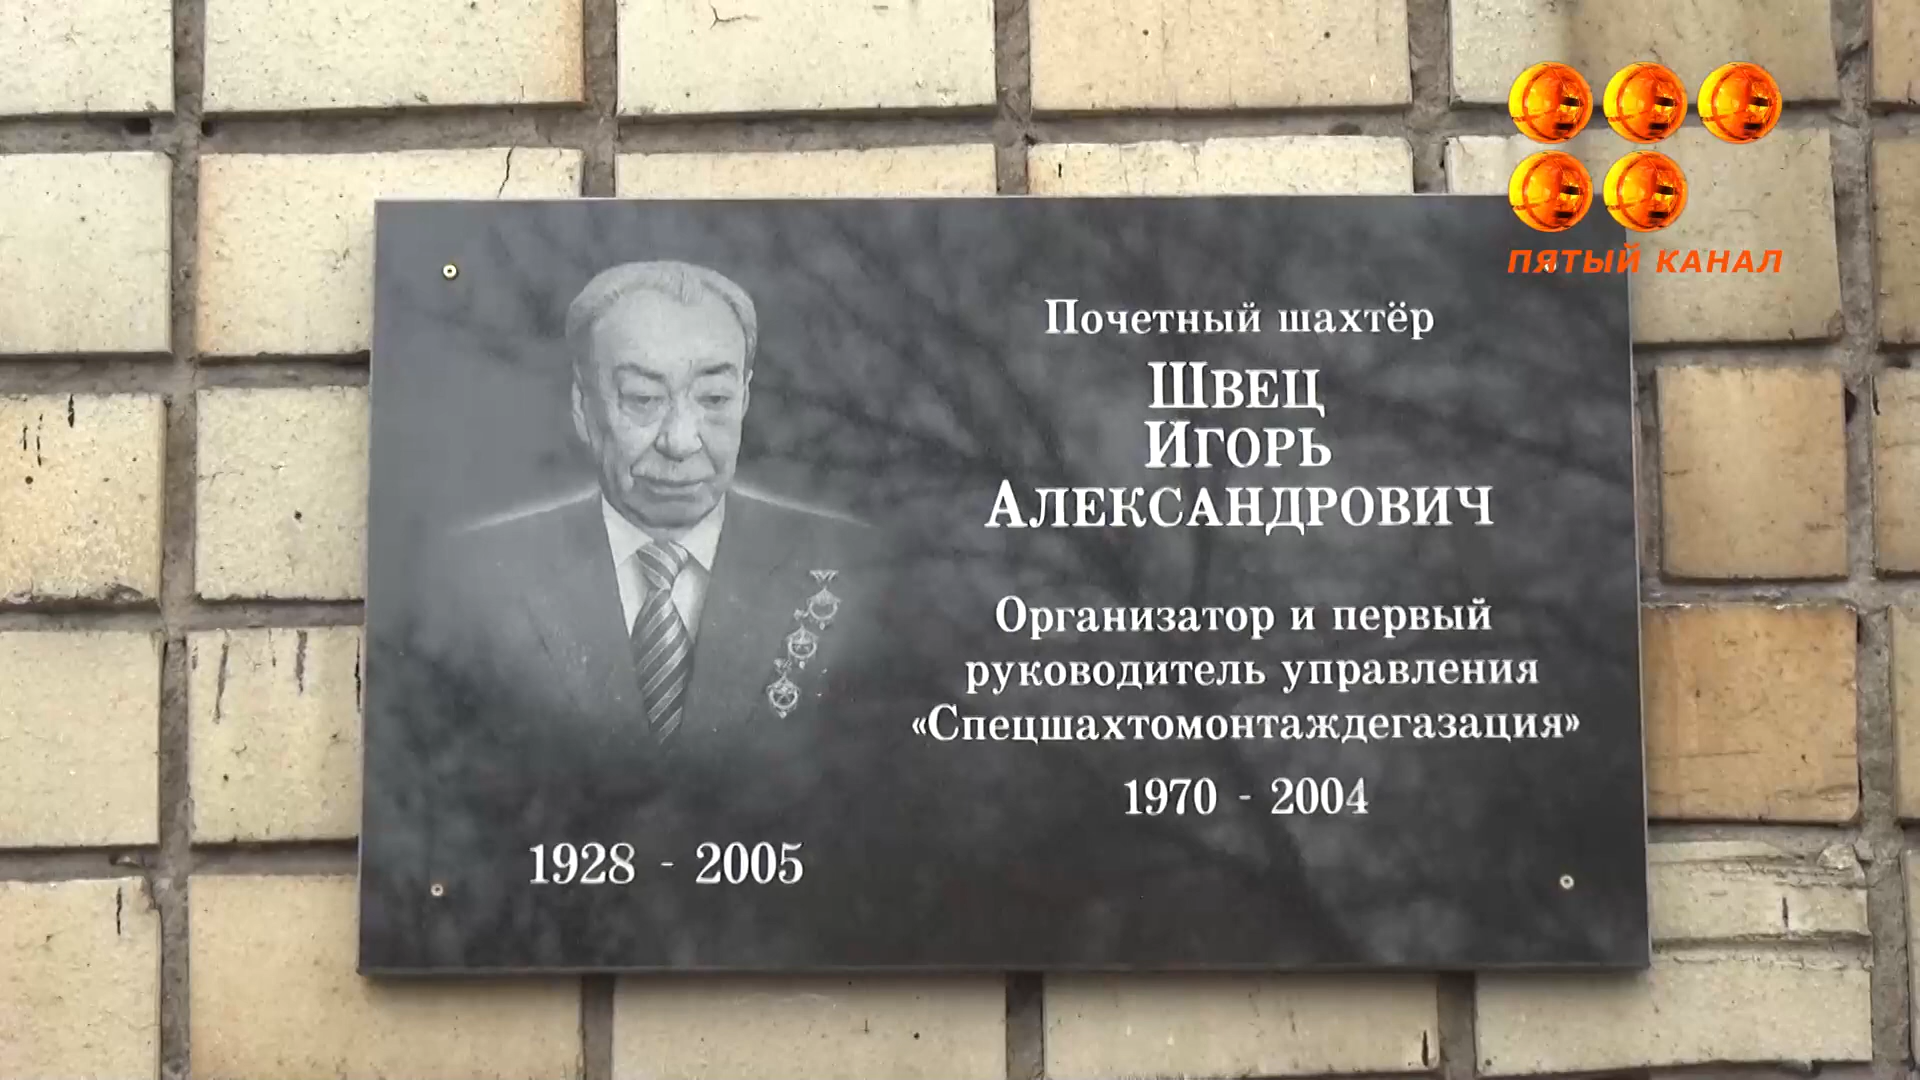 ПЯТЫЙ КАНАЛ
Почетный шахтёр
ШВЕЦ
ИГОРЬ
АЛЕКСАНДРОВИЧ
Организатор и первый
руководитель управления
«Спецшахтомонтаждегазация»
1970 - 2004
1928 - 2005